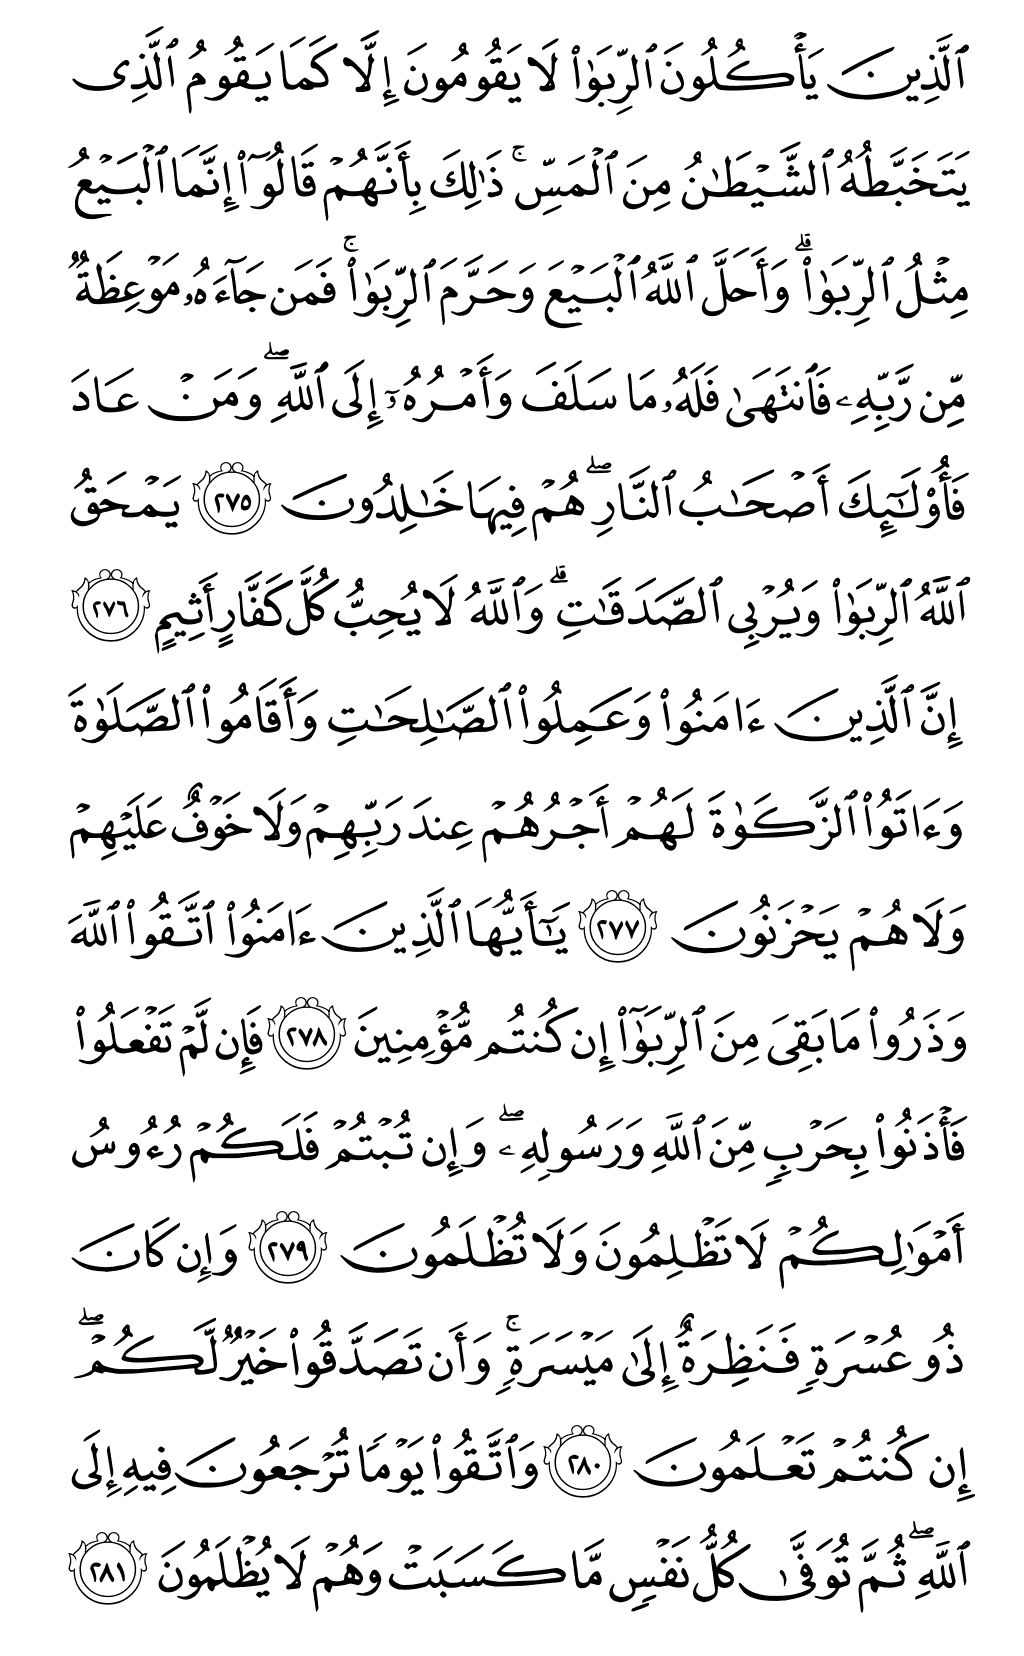 ٱلَّذِينَ يَأۡكُلُونَ ٱلرِّبَوٰاْ لَا يَقُومُونَ إِلَّا كَمَا يَقُومُ ٱلَّذِى
يَتَخَبَّطُهُ ٱلشَّيۡطَٰنُ مِنَ ٱلۡمَسِّۚ ذَٰلِكَ بِأَنَّهُمۡ قَالُوٓاْ إِنَّمَا ٱلۡبَيۡعُ
مِثۡلُ ٱلرِّبَوٰاْۗ وَأَحَلَّ ٱللَّهُ ٱلۡبَيۡعَ وَحَرَّمَ ٱلرِّبَوٰاْۚ فَمَن جَآءَهُۥ مَوۡعِظَةٌ
مِّن رَّبِّهِۦ فَٱنتَهَىٰ فَلَهُۥ مَا سَلَفَ وَأَمۡرُهُۥٓ إِلَى ٱللَّهِۖ وَمَنۡ عَادَ
فَأُوْلَٰٓئِكَ أَصۡحَٰبُ ٱلنَّارِۖ هُمۡ فِيهَا خَٰلِدُونَ ٢٧٥ يَمۡحَقُ
ٱللَّهُ ٱلرِّبَوٰاْ وَيُرۡبِى ٱلصَّدَقَٰتِۗ وَٱللَّهُ لَا يُحِبُّ كُلَّ كَفَّارٍ أَثِيمٍ ٢٧٦
إِنَّ ٱلَّذِينَ ءَامَنُواْ وَعَمِلُواْ ٱلصَّٰلِحَٰتِ وَأَقَامُواْ ٱلصَّلَوٰةَ
وَءَاتَوُاْ ٱلزَّكَوٰةَ لَهُمۡ أَجۡرُهُمۡ عِندَ رَبِّهِمۡ وَلَا خَوۡفٌ عَلَيۡهِمۡ
وَلَا هُمۡ يَحۡزَنُونَ ٢٧٧ يَٰٓأَيُّهَا ٱلَّذِينَ ءَامَنُواْ ٱتَّقُواْ ٱللَّهَ
وَذَرُواْ مَا بَقِىَ مِنَ ٱلرِّبَوٰٓاْ إِن كُنتُم مُّؤۡمِنِينَ ٢٧٨ فَإِن لَّمۡ تَفۡعَلُواْ
فَأۡذَنُواْ بِحَرۡبٍ مِّنَ ٱللَّهِ وَرَسُولِهِۦۖ وَإِن تُبۡتُمۡ فَلَكُمۡ رُءُوسُ
أَمۡوَٰلِكُمۡ لَا تَظۡلِمُونَ وَلَا تُظۡلَمُونَ ٢٧٩ وَإِن كَانَ
ذُو عُسۡرَةٍ فَنَظِرَةٌ إِلَىٰ مَيۡسَرَةٍۚ وَأَن تَصَدَّقُواْ خَيۡرٌ لَّكُمۡۖ
إِن كُنتُمۡ تَعۡلَمُونَ ٢٨٠ وَٱتَّقُواْ يَوۡمًا تُرۡجَعُونَ فِيهِ إِلَى
ٱللَّهِۖ ثُمَّ تُوَفَّىٰ كُلُّ نَفۡسٍ مَّا كَسَبَتۡ وَهُمۡ لَا يُظۡلَمُونَ ٢٨١